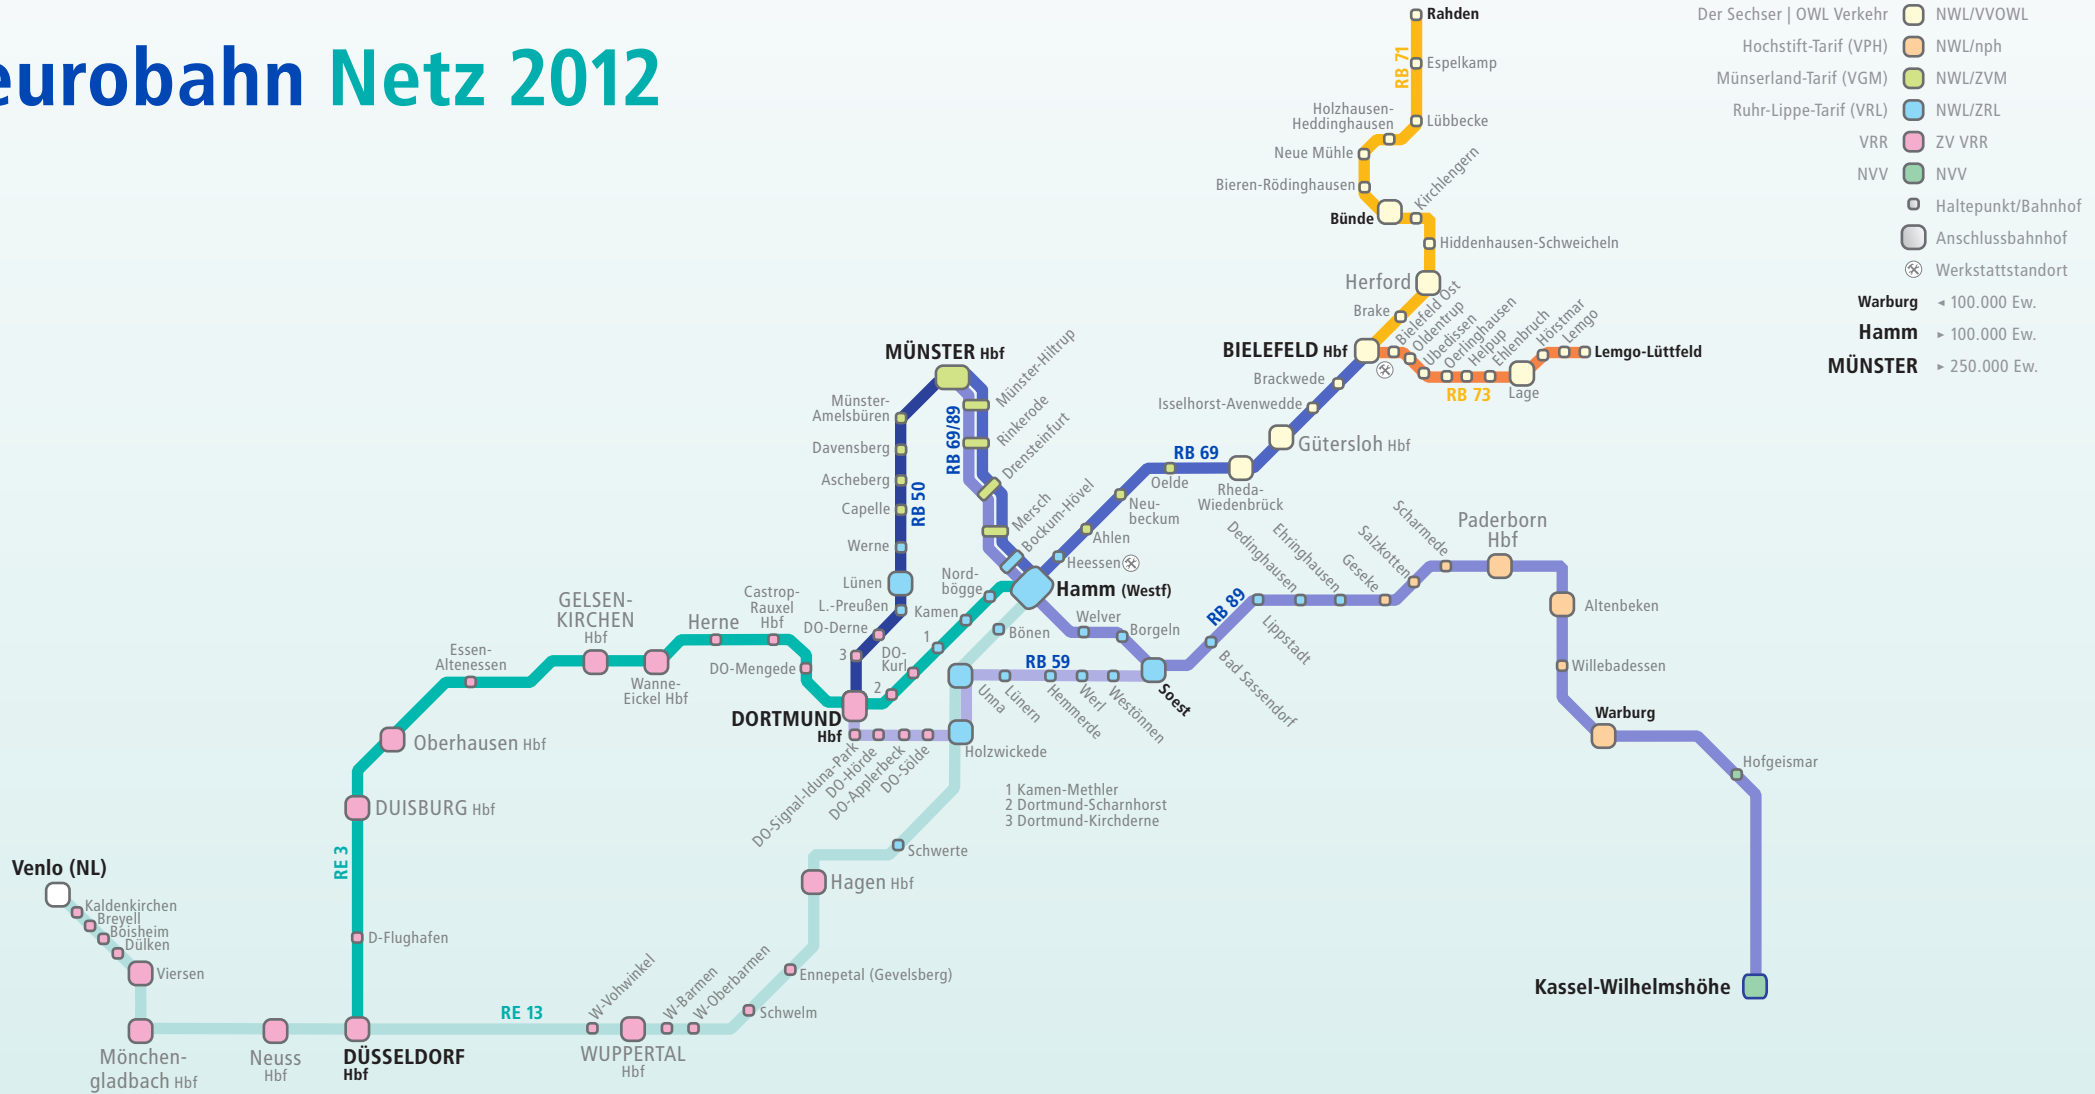 eurobahn Netz 2012
Der Sechser | OWL Verkehr NWL/VVOWL
Hochstift-Tarif (VPH) NWL/nph
Münserland-Tarif (VGM) NWL/ZVM
Ruhr-Lippe-Tarif (VRL) NWL/ZRL
VRR ZV VRR
NVV NVV
Haltepunkt/Bahnhof
Anschlussbahnhof
Werkstattstandort
Warburg ◂ 100.000 Ew.
Hamm ▸ 100.000 Ew.
MÜNSTER ▸ 250.000 Ew.
Rahden
RB 71
Espelkamp
Lübbecke
Holzhausen-
Heddinghausen
Neue Mühle
Bieren-Rödinghausen
Bünde
Kirchlengern
Hiddenhausen-Schweicheln
Herford
Brake
BIELEFELD Hbf
Bielefeld Ost
Oldentrup
Ubedissen
Oerlinghausen
Helpup
Ehlenbruch
Hörstmar
Lemgo
Lemgo-Lüttfeld
RB 73
Lage
Brackwede
Isselhorst-Avenwedde
Gütersloh Hbf
RB 69
Rheda-
Wiedenbrück
Oelde
Neu-
beckum
Ahlen
Heessen
Hamm (Westf)
MÜNSTER Hbf
Münster-Hiltrup
Rinkerode
Drensteinfurt
Mersch
Bockum-Hövel
RB 69/89
Münster-
Amelsbüren
Davensberg
Ascheberg
Capelle
RB 50
Werne
Lünen
L.-Preußen
DO-Derne
3
Nord-
bögge
Kamen
1
DO-
Kurl
2
Bönen
Welver
Borgeln
Soest
Bad Sassendorf
RB 89
Lippstadt
Dedinghausen
Ehringhausen
Geseke
Salzkotten
Scharmede
Paderborn
Hbf
Altenbeken
Willebadessen
Warburg
Hofgeismar
Kassel-Wilhelmshöhe
RB 59
Unna
Lünern
Hemmerde
Werl
Westönnen
Holzwickede
DORTMUND
Hbf
DO-Signal-Iduna-Park
DO-Hörde
DO-Applerbeck
DO-Sölde
1 Kamen-Methler
2 Dortmund-Scharnhorst
3 Dortmund-Kirchderne
DO-Mengede
Castrop-
Rauxel
Hbf
Herne
Wanne-
Eickel Hbf
GELSEN-
KIRCHEN
Hbf
Essen-
Altenessen
Oberhausen Hbf
DUISBURG Hbf
RE 3
D-Flughafen
DÜSSELDORF
Hbf
Venlo (NL)
Kaldenkirchen
Breyell
Boisheim
Dülken
Viersen
Mönchen-
gladbach Hbf
Neuss
Hbf
RE 13
W-Vohwinkel
WUPPERTAL
Hbf
W-Barmen
W-Oberbarmen
Schwelm
Ennepetal (Gevelsberg)
Hagen Hbf
Schwerte